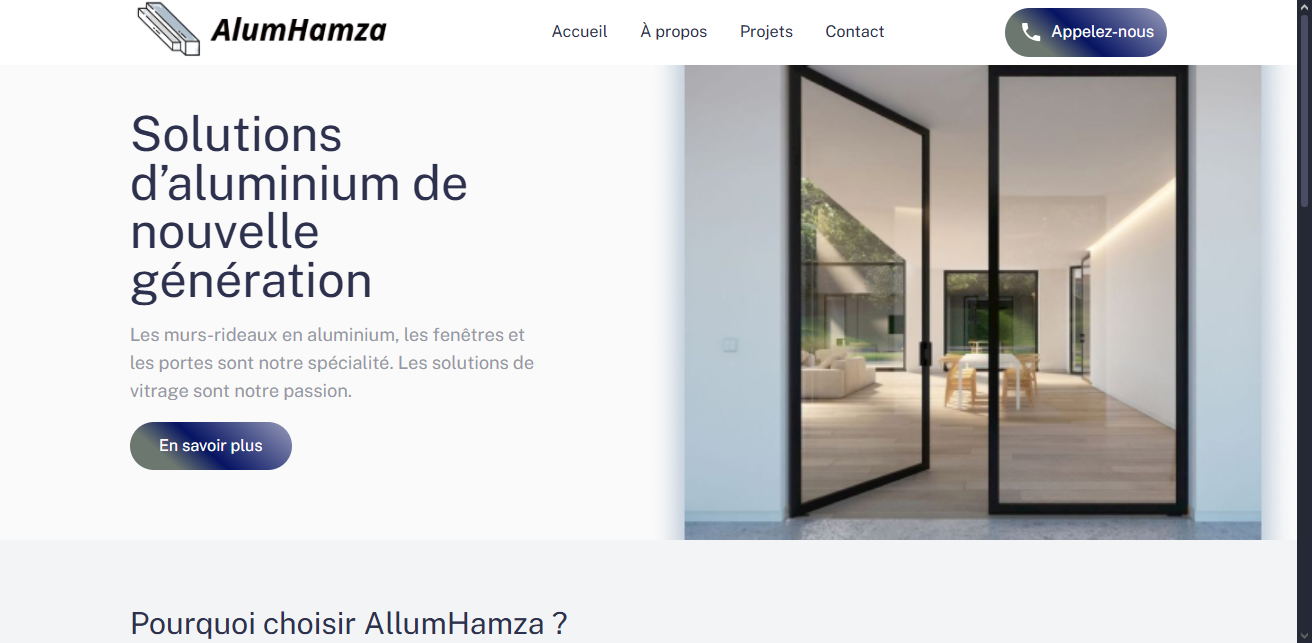 AlumHamza
Accueil
À propos
Projets
Contact
Appelez-nous
Solutions
d’aluminium de
nouvelle
génération
Les murs-rideaux en aluminium, les fenêtres et
les portes sont notre spécialité. Les solutions de
vitrage sont notre passion.
En savoir plus
Pourquoi choisir AllumHamza ?